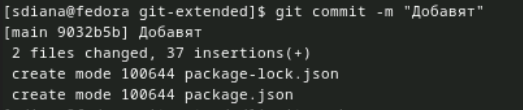 [sdiana@fedora git-extended]$ git commit -m "Добавят"
[main 9032b5b] Добавят
2 files changed, 37 insertions(+)
create mode 100644 package-lock.json
create mode 100644 package.json